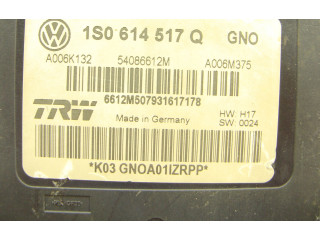 1S0 614 517 Q GNO
A006K132 54086612M A006M375
TRW 6612M507931617178
Made in Germany HW: H17
SW: 0024
*K03 GNOA01IZRPP*